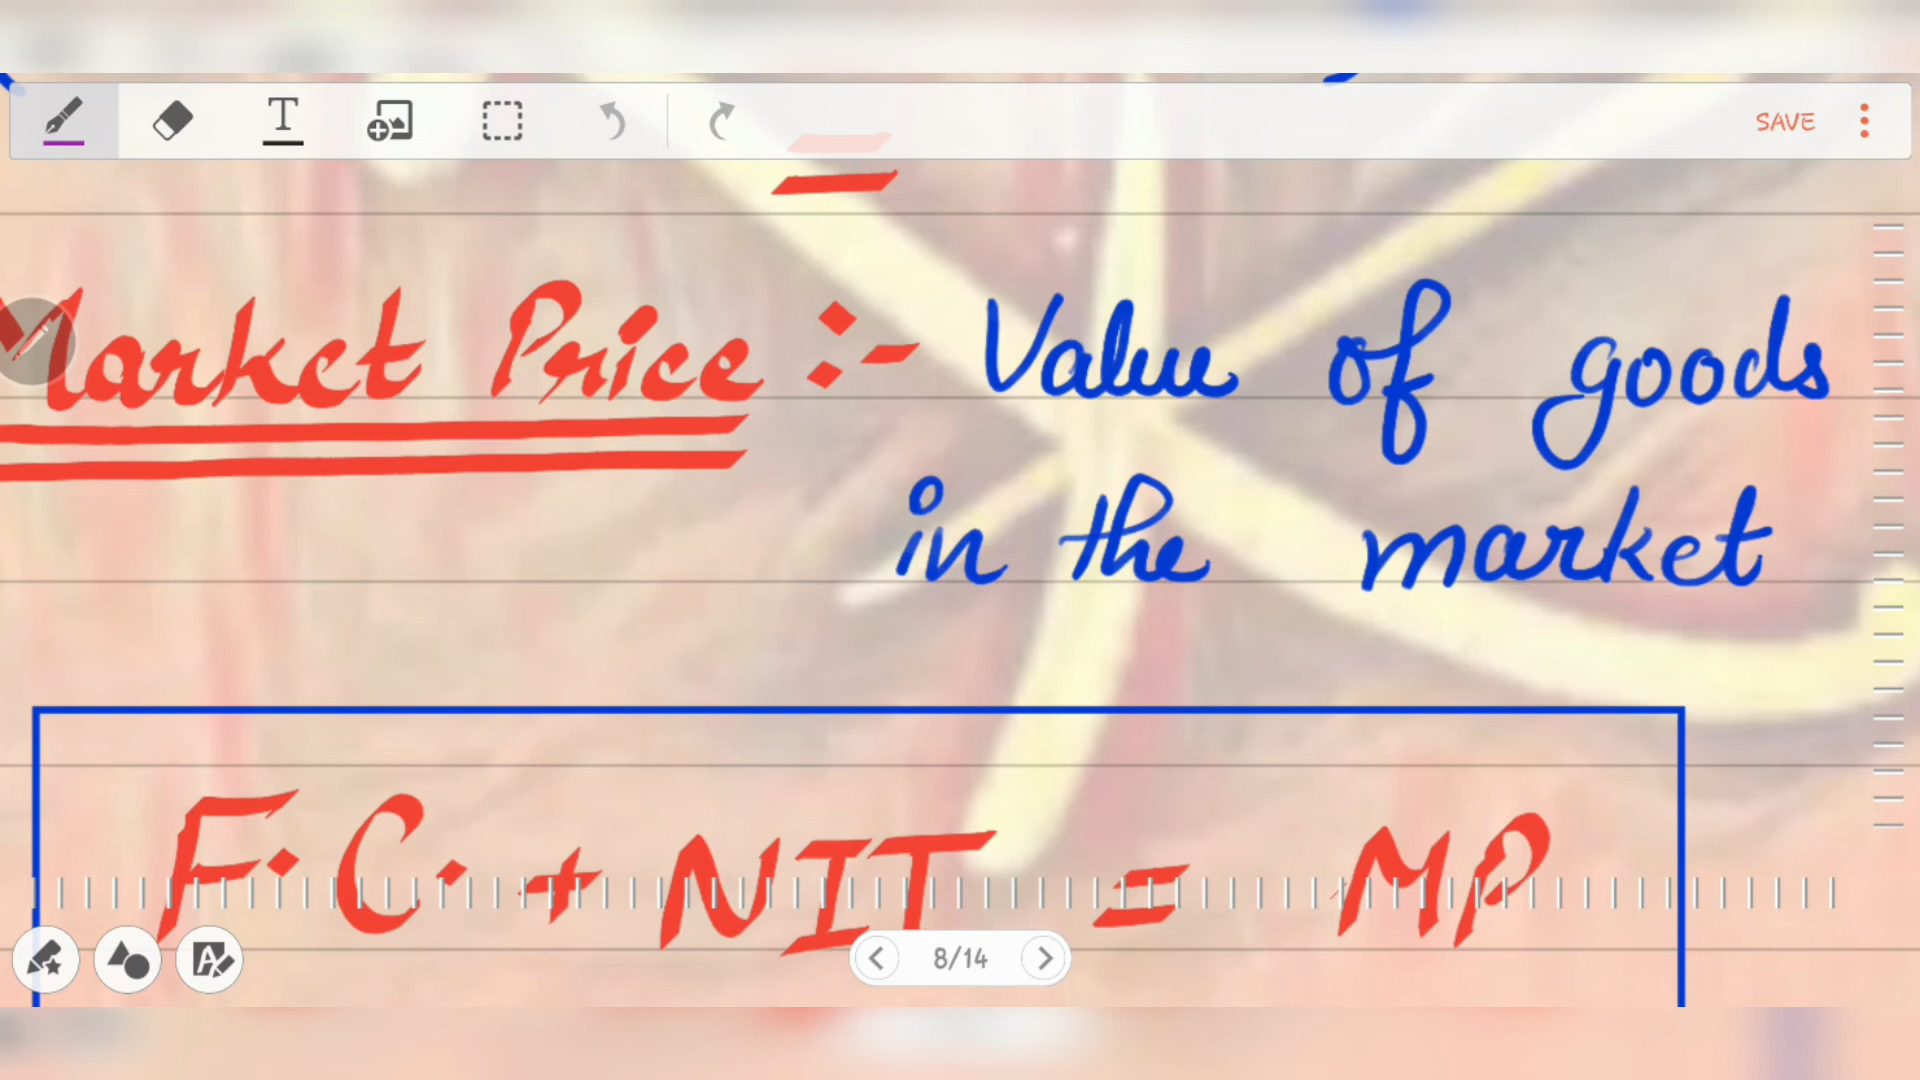 T SAVE
Market Price :- Value of goods
in the market
F.C. + NIT = MP
8/14